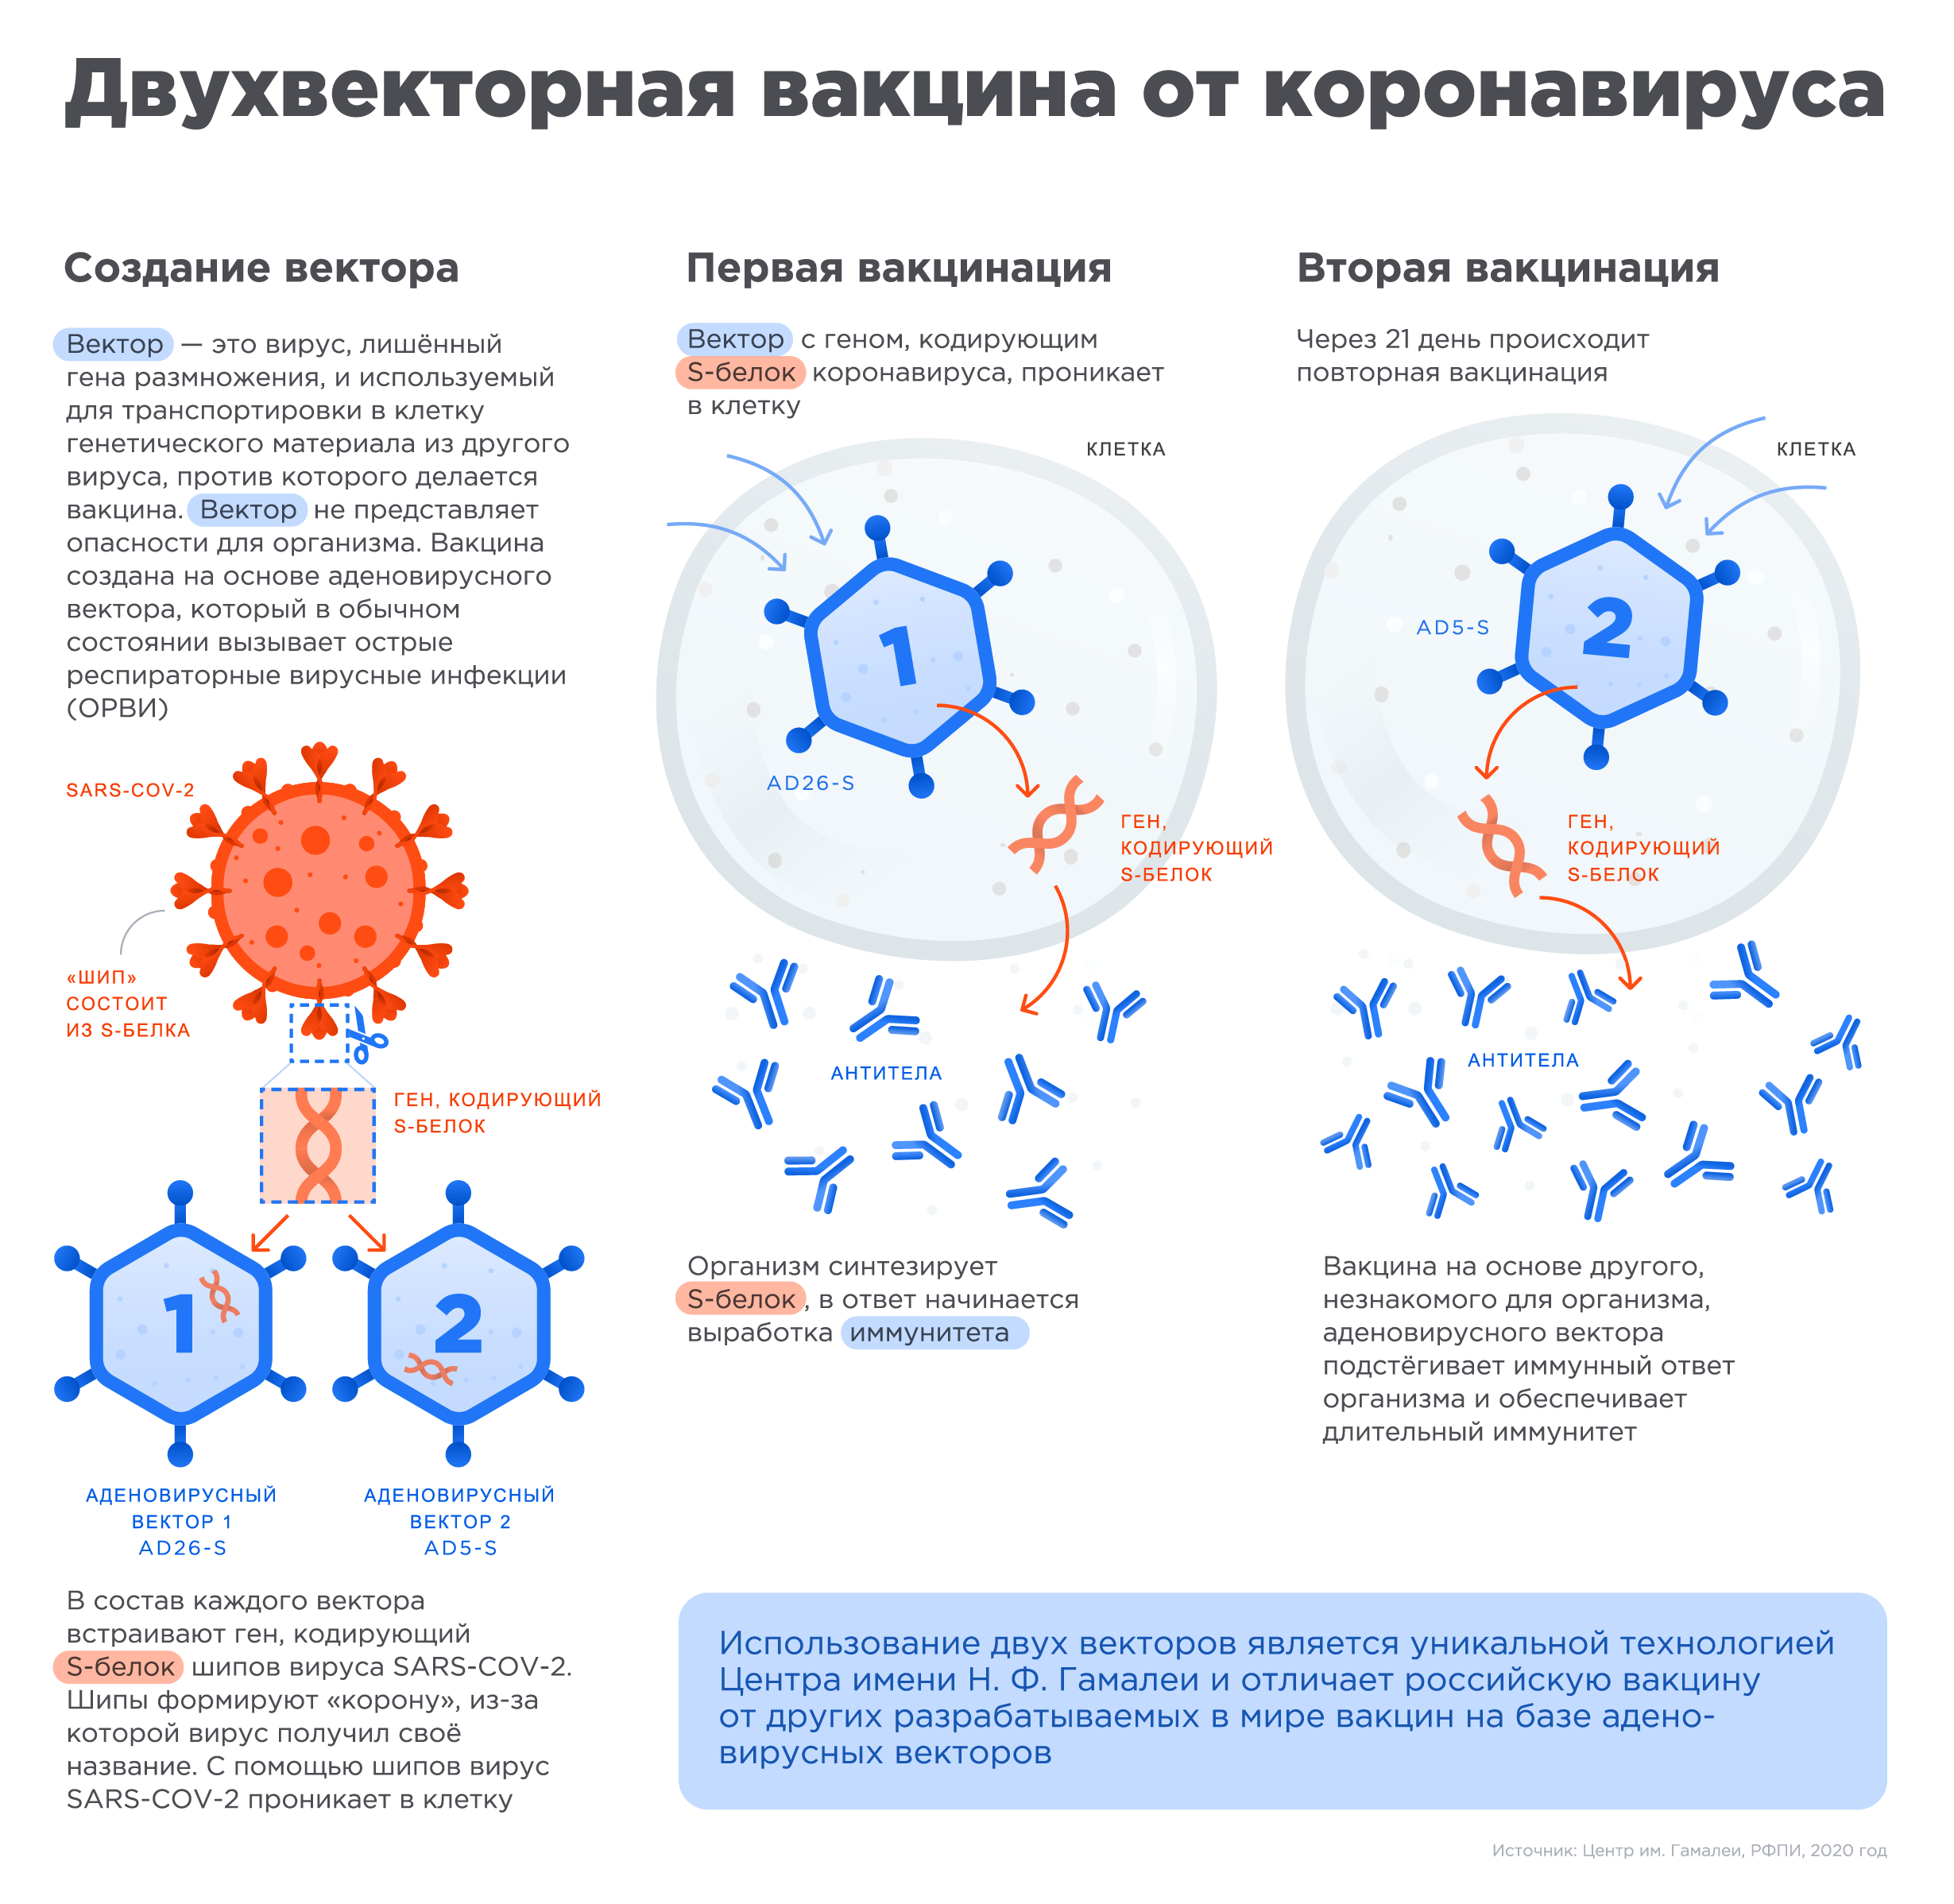 Двухвекторная вакцина от коронавируса
Создание вектора
Вектор — это вирус, лишённый
гена размножения, и используемый
для транспортировки в клетку
генетического материала из другого
вируса, против которого делается
вакцина. Вектор не представляет
опасности для организма. Вакцина
создана на основе аденовирусного
вектора, который в обычном
состоянии вызывает острые
респираторные вирусные инфекции
(ОРВИ)
SARS-COV-2
«ШИП»
СОСТОИТ
ИЗ S-БЕЛКА
ГЕН, КОДИРУЮЩИЙ
S-БЕЛОК
1
2
АДЕНОВИРУСНЫЙ
ВЕКТОР 1
AD26-S
АДЕНОВИРУСНЫЙ
ВЕКТОР 2
AD5-S
В состав каждого вектора
встраивают ген, кодирующий
S-белок шипов вируса SARS-COV-2.
Шипы формируют «корону», из-за
которой вирус получил своё
название. С помощью шипов вирус
SARS-COV-2 проникает в клетку
Первая вакцинация
Вектор с геном, кодирующим
S-белок коронавируса, проникает
в клетку
КЛЕТКА
1
AD26-S
ГЕН,
КОДИРУЮЩИЙ
S-БЕЛОК
АНТИТЕЛА
Организм синтезирует
S-белок, в ответ начинается
выработка иммунитета
Вторая вакцинация
Через 21 день происходит
повторная вакцинация
КЛЕТКА
2
AD5-S
ГЕН,
КОДИРУЮЩИЙ
S-БЕЛОК
АНТИТЕЛА
Вакцина на основе другого,
незнакомого для организма,
аденовирусного вектора
подстёгивает иммунный ответ
организма и обеспечивает
длительный иммунитет
Использование двух векторов является уникальной технологией
Центра имени Н. Ф. Гамалеи и отличает российскую вакцину
от других разрабатываемых в мире вакцин на базе адено-
вирусных векторов
Источник: Центр им. Гамалеи, РФПИ, 2020 год